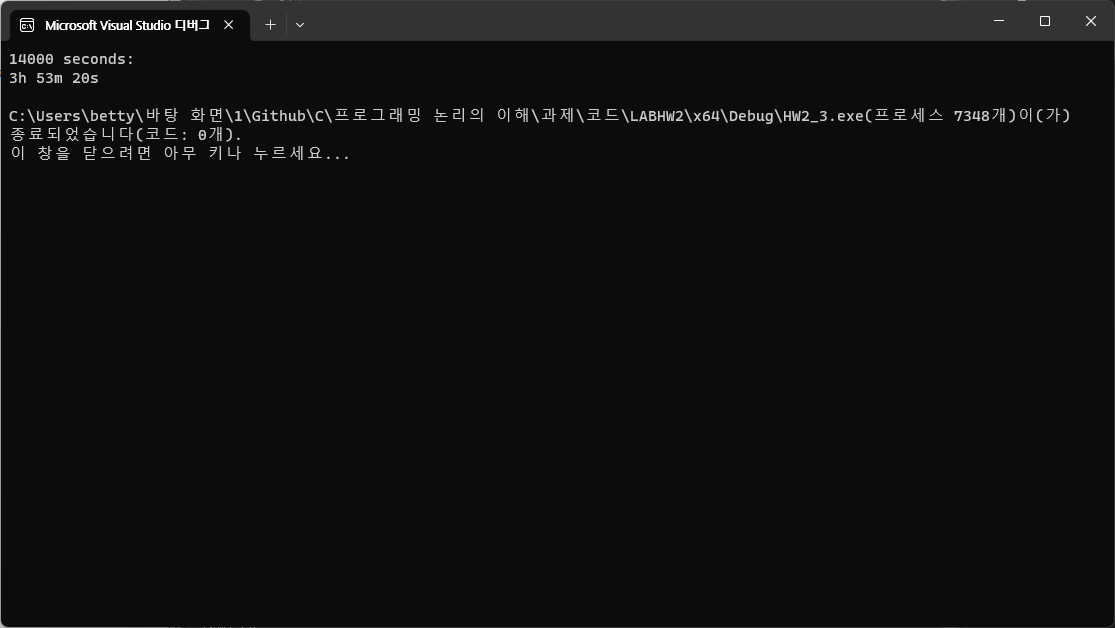 Microsoft Visual Studio 디버그
14000 seconds:
3h 53m 20s
C:\Users\betty\바탕 화면\1\Github\C\프로그래밍 논리의 이해\과제\코드\LABHW2\x64\Debug\HW2_3.exe(프로세스 7348개)이(가)
종료되었습니다(코드: 0개).
이 창을 닫으려면 아무 키나 누르세요...